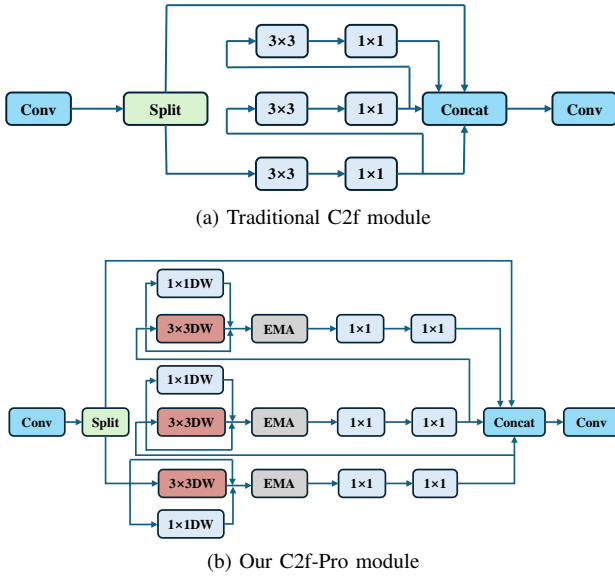 3×3 1×1
Conv Split 3×3 1×1 Concat Conv
3×3 1×1
(a) Traditional C2f module
1×1DW
3×3DW EMA 1×1 1×1
1×1DW
Conv Split 3×3DW EMA 1×1 1×1 Concat Conv
3×3DW EMA 1×1 1×1
1×1DW
(b) Our C2f-Pro module